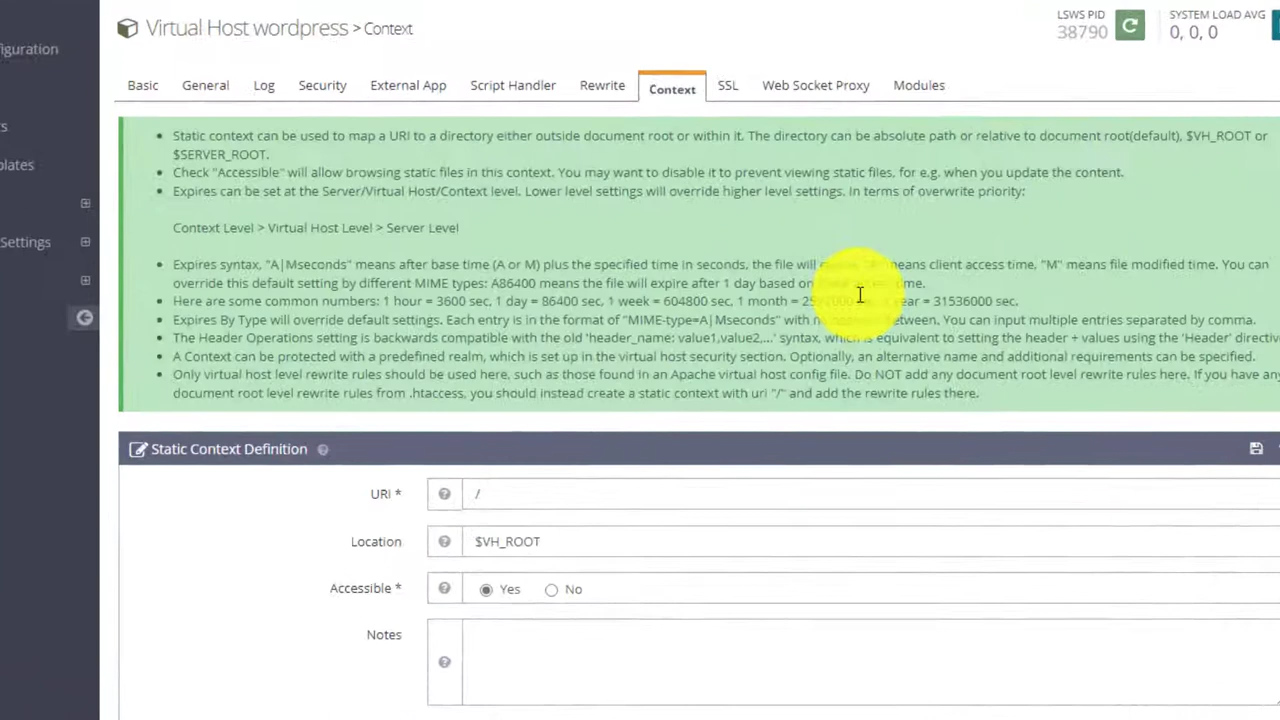 Virtual Host wordpress > Context
LSWS PID
38790
SYSTEM LOAD AVG
0, 0, 0
iguration
s
plates
Settings
Basic General Log Security External App Script Handler Rewrite Context SSL Web Socket Proxy Modules
• Static context can be used to map a URI to a directory either outside document root or within it. The directory can be absolute path or relative to document root(default), $VH_ROOT or
$SERVER_ROOT.
• Check "Accessible" will allow browsing static files in this context. You may want to disable it to prevent viewing static files, for e.g. when you update the content.
• Expires can be set at the Server/Virtual Host/Context level. Lower level settings will override higher level settings. In terms of overwrite priority:
Context Level > Virtual Host Level > Server Level
• Expires syntax, "A|Mseconds" means after base time (A or M) plus the specified time in seconds, the file will means client access time, "M" means file modified time. You can
override this default setting by different MIME types: A86400 means the file will expire after 1 day based on time.
• Here are some common numbers: 1 hour = 3600 sec, 1 day = 86400 sec, 1 week = 604800 sec, 1 month = year = 31536000 sec.
• Expires By Type will override default settings. Each entry is in the format of "MIME-type=A|Mseconds" with between. You can input multiple entries separated by comma.
• The Header Operations setting is backwards compatible with the old 'header_name: value1,value2,...' syntax, which is equivalent to setting the header + values using the 'Header' directiv
• A Context can be protected with a predefined realm, which is set up in the virtual host security section. Optionally, an alternative name and additional requirements can be specified.
• Only virtual host level rewrite rules should be used here, such as those found in an Apache virtual host config file. Do NOT add any document root level rewrite rules here. If you have any
document root level rewrite rules from .htaccess, you should instead create a static context with uri "/" and add the rewrite rules there.
Static Context Definition
URI * /
Location $VH_ROOT
Accessible * Yes No
Notes